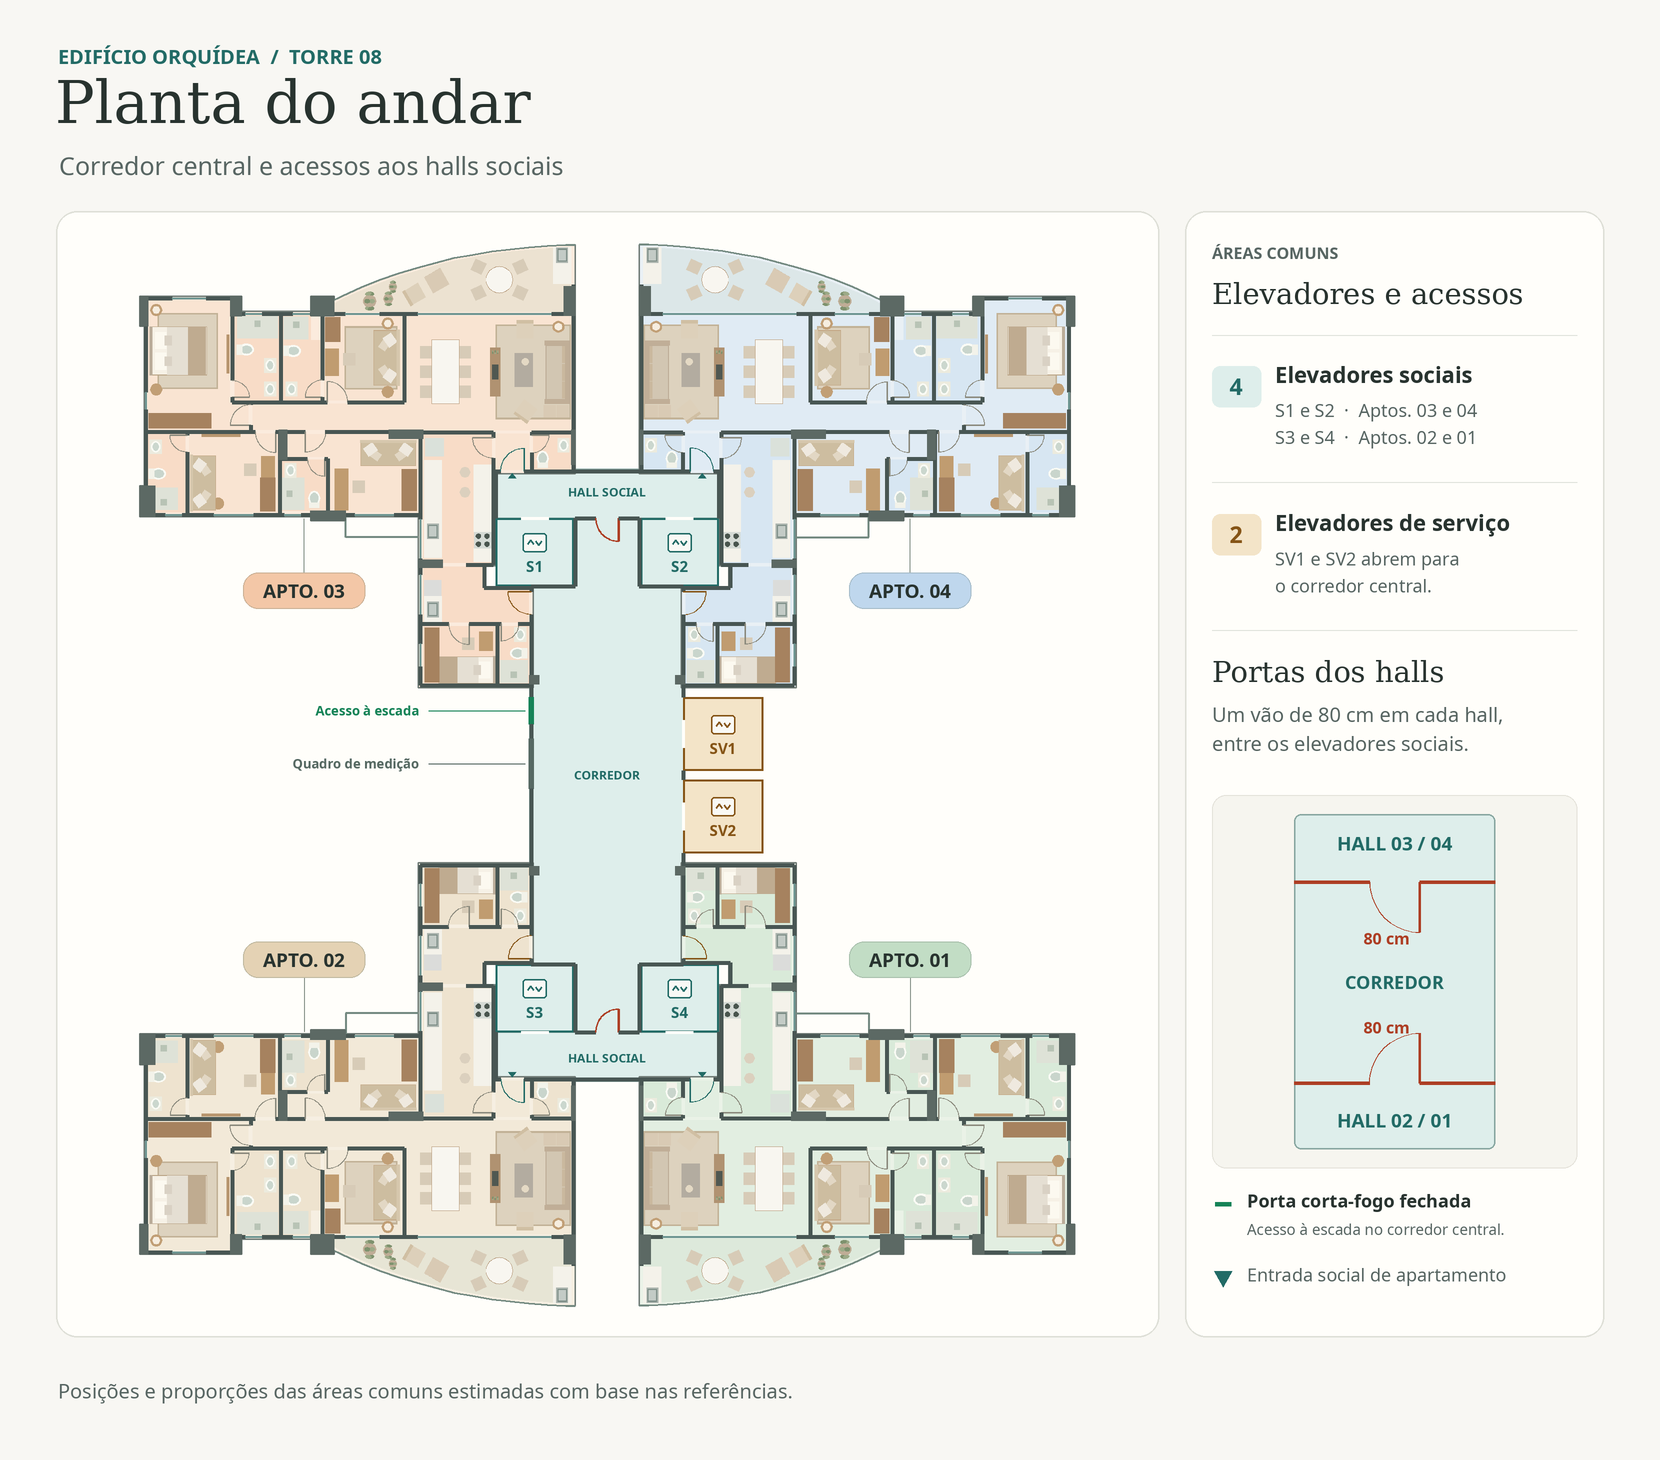 EDIFÍCIO ORQUÍDEA / TORRE 08
Planta do andar
Corredor central e acessos aos halls sociais
HALL SOCIAL
S1
S2
APTO. 03
APTO. 04
Acesso à escada
Quadro de medição
SV1
CORREDOR
SV2
APTO. 02
APTO. 01
S3
S4
HALL SOCIAL
ÁREAS COMUNS
Elevadores e acessos
4
Elevadores sociais
S1 e S2 · Aptos. 03 e 04
S3 e S4 · Aptos. 02 e 01
2
Elevadores de serviço
SV1 e SV2 abrem para
o corredor central.
Portas dos halls
Um vão de 80 cm em cada hall,
entre os elevadores sociais.
HALL 03 / 04
80 cm
CORREDOR
80 cm
HALL 02 / 01
Porta corta-fogo fechada
Acesso à escada no corredor central.
Entrada social de apartamento
Posições e proporções das áreas comuns estimadas com base nas referências.